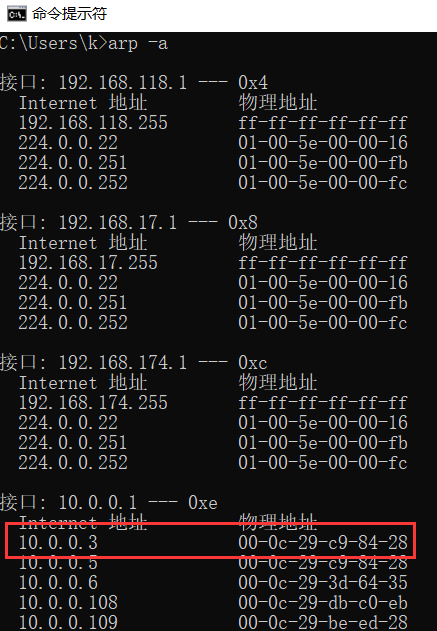 命令提示符
C:\Users\k>arp -a
接口: 192.168.118.1 --- 0x4
Internet 地址 物理地址
192.168.118.255 ff-ff-ff-ff-ff-ff
224.0.0.22 01-00-5e-00-00-16
224.0.0.251 01-00-5e-00-00-fb
224.0.0.252 01-00-5e-00-00-fc
接口: 192.168.17.1 --- 0x8
Internet 地址 物理地址
192.168.17.255 ff-ff-ff-ff-ff-ff
224.0.0.22 01-00-5e-00-00-16
224.0.0.251 01-00-5e-00-00-fb
224.0.0.252 01-00-5e-00-00-fc
接口: 192.168.174.1 --- 0xc
Internet 地址 物理地址
192.168.174.255 ff-ff-ff-ff-ff-ff
224.0.0.22 01-00-5e-00-00-16
224.0.0.251 01-00-5e-00-00-fb
224.0.0.252 01-00-5e-00-00-fc
接口: 10.0.0.1 --- 0xe
Internet 地址 物理地址
10.0.0.3 00-0c-29-c9-84-28
10.0.0.5 00-0c-29-c9-84-28
10.0.0.6 00-0c-29-3d-64-35
10.0.0.108 00-0c-29-db-c0-eb
10.0.0.109 00-0c-29-be-ed-28